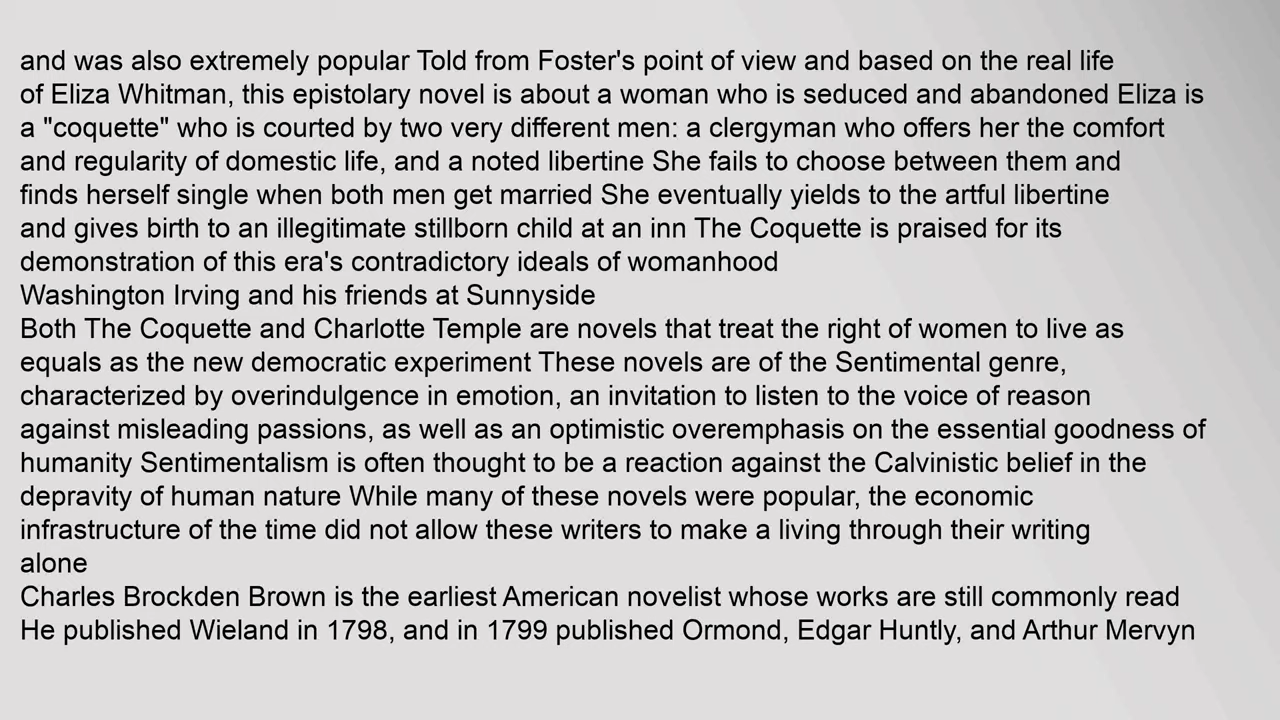 and was also extremely popular Told from Foster's point of view and based on the real life
of Eliza Whitman, this epistolary novel is about a woman who is seduced and abandoned Eliza is
a "coquette" who is courted by two very different men: a clergyman who offers her the comfort
and regularity of domestic life, and a noted libertine She fails to choose between them and
finds herself single when both men get married She eventually yields to the artful libertine
and gives birth to an illegitimate stillborn child at an inn The Coquette is praised for its
demonstration of this era's contradictory ideals of womanhood
Washington Irving and his friends at Sunnyside
Both The Coquette and Charlotte Temple are novels that treat the right of women to live as
equals as the new democratic experiment These novels are of the Sentimental genre,
characterized by overindulgence in emotion, an invitation to listen to the voice of reason
against misleading passions, as well as an optimistic overemphasis on the essential goodness of
humanity Sentimentalism is often thought to be a reaction against the Calvinistic belief in the
depravity of human nature While many of these novels were popular, the economic
infrastructure of the time did not allow these writers to make a living through their writing
alone
Charles Brockden Brown is the earliest American novelist whose works are still commonly read
He published Wieland in 1798, and in 1799 published Ormond, Edgar Huntly, and Arthur Mervyn